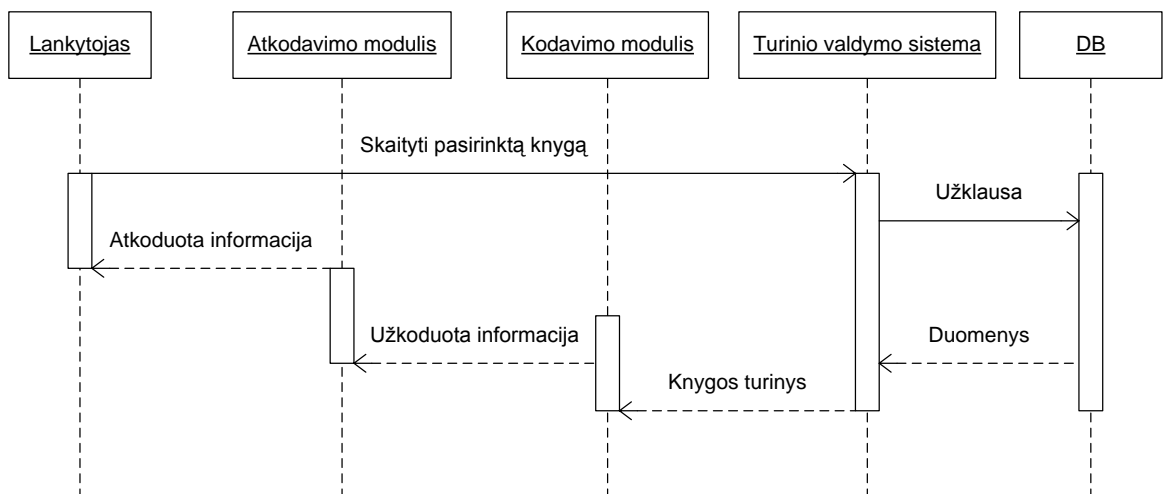 Lankytojas
Atkodavimo modulis
Kodavimo modulis
Turinio valdymo sistema
DB
Skaityti pasirinktą knygą
Užklausa
Atkoduota informacija
Užkoduota informacija
Duomenys
Knygos turinys